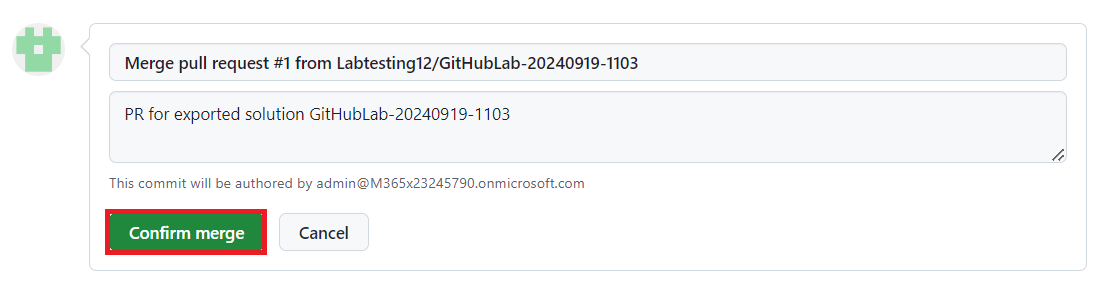 Merge pull request #1 from Labtesting12/GitHubLab-20240919-1103
PR for exported solution GitHubLab-20240919-1103
This commit will be authored by admin@M365x23245790.onmicrosoft.com
Confirm merge
Cancel